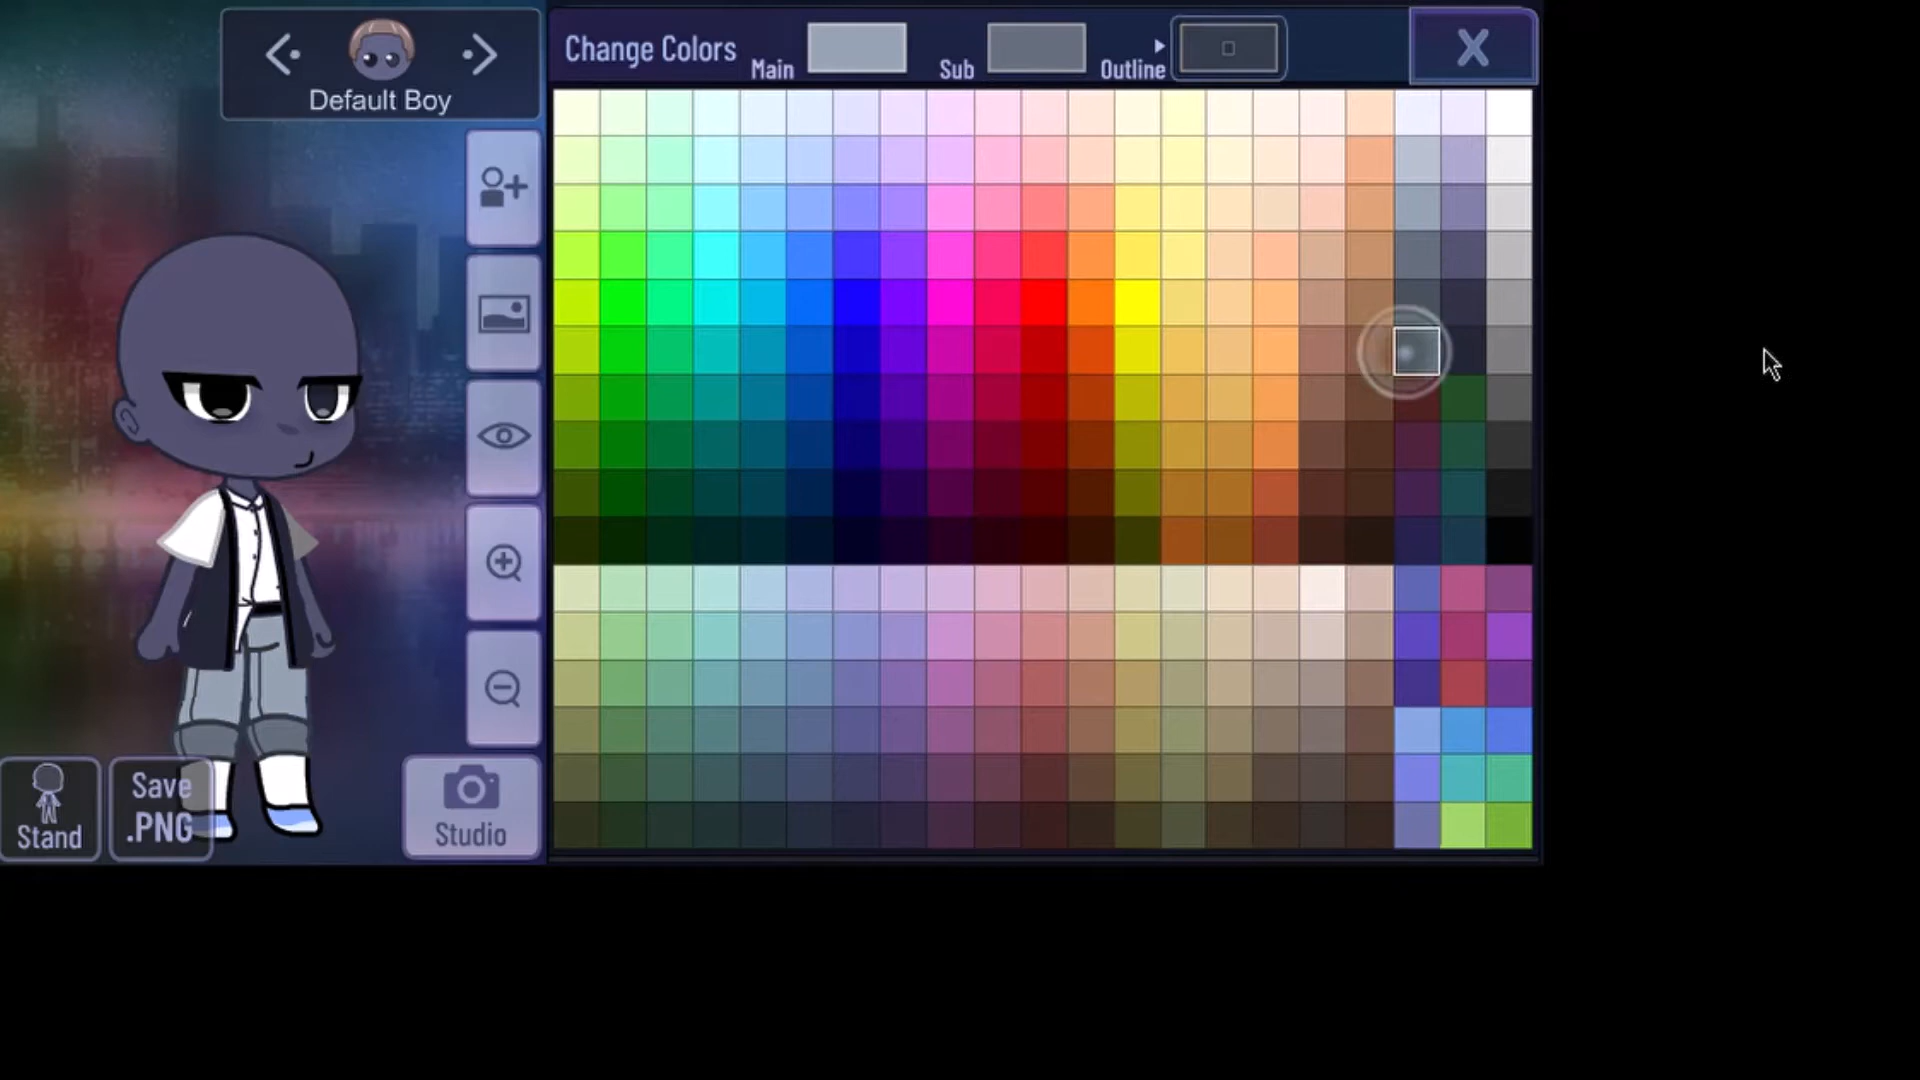 Default Boy
Change Colors
Main
Sub
Outline
X
Stand
Save
.PNG
Studio